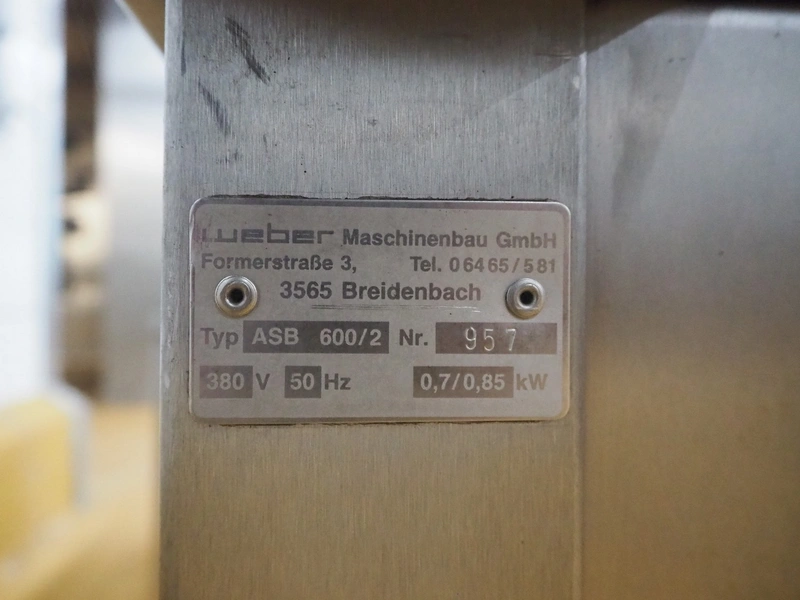 weber Maschinenbau GmbH
Formerstraße 3, Tel. 06465/581
3565 Breidenbach
Typ ASB 600/2 Nr. 957
380 V 50 Hz 0,7/0,85 kW